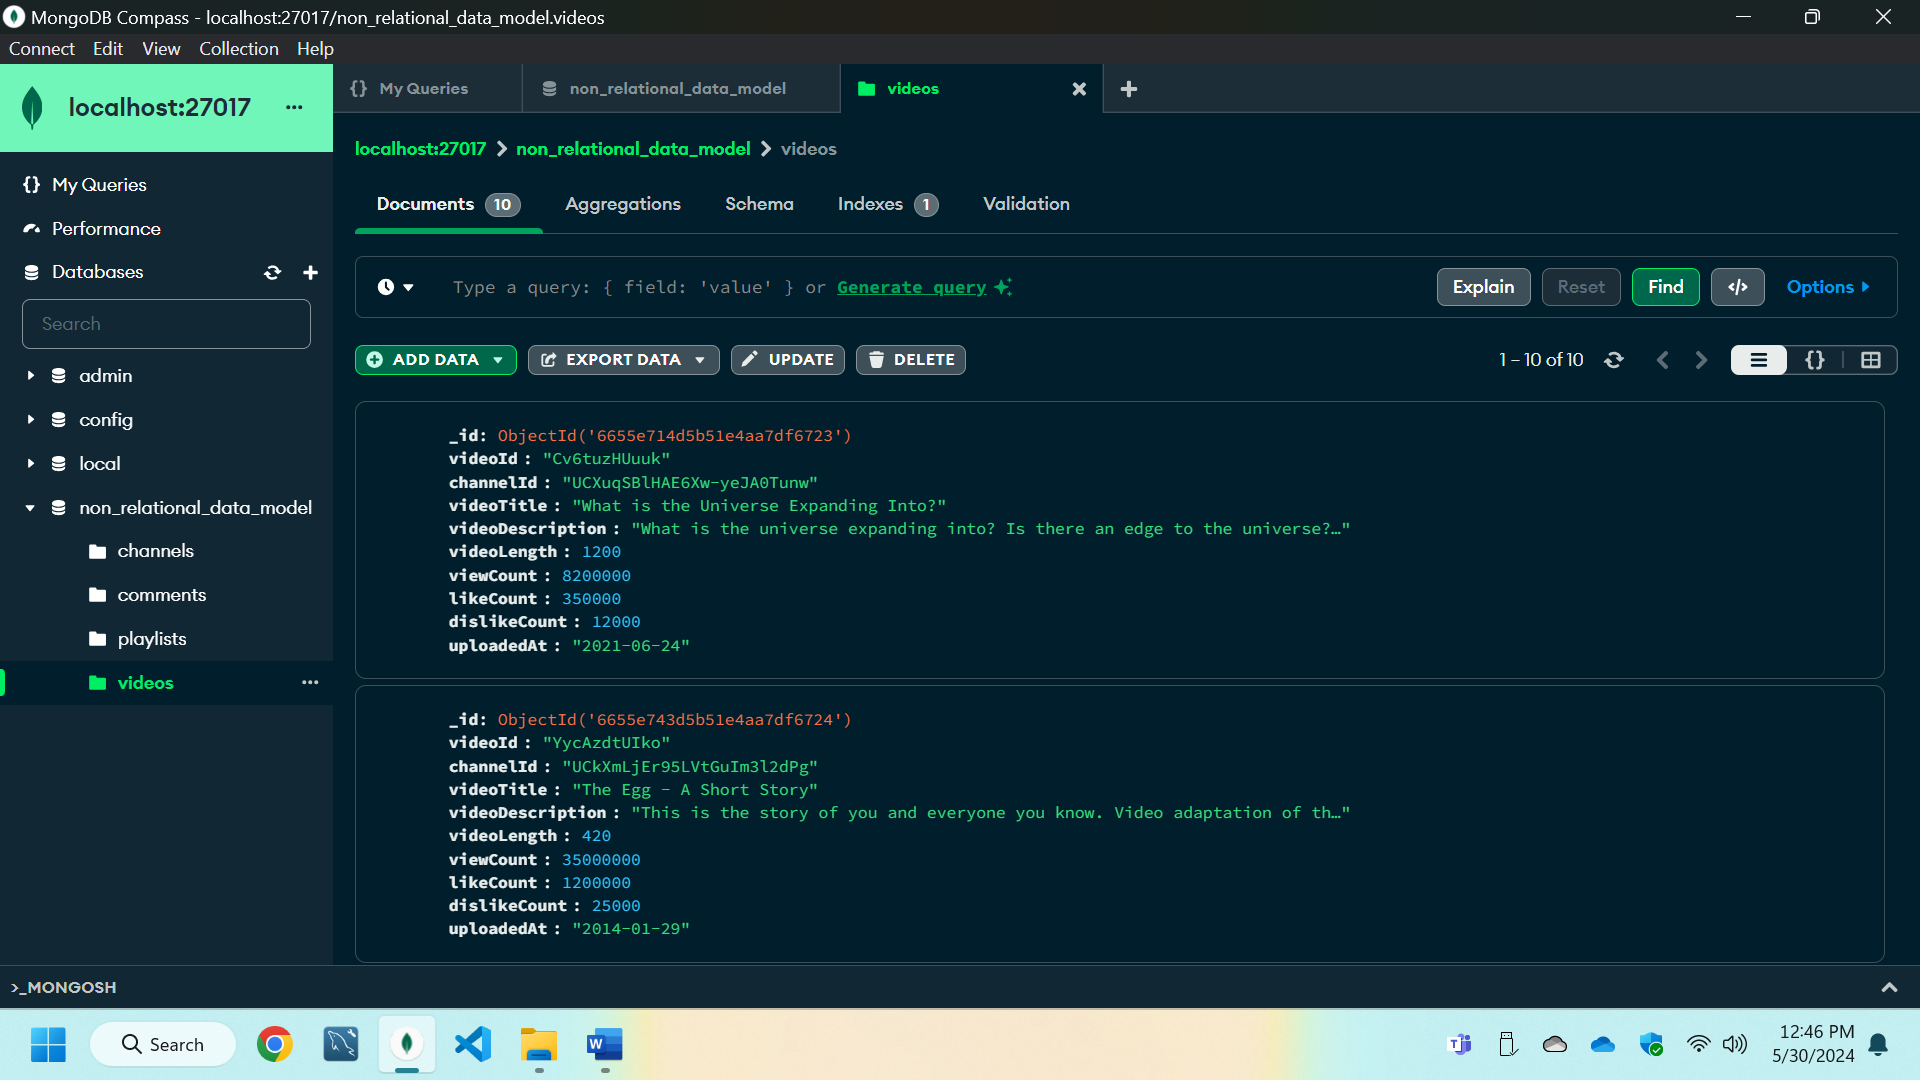 MongoDB Compass - localhost:27017/non_relational_data_model.videos
Connect Edit View Collection Help
localhost:27017 ...
{} My Queries
Performance
Databases
Search
admin
config
local
non_relational_data_model
channels
comments
playlists
videos ...
{} My Queries non_relational_data_model videos
localhost:27017 > non_relational_data_model > videos
Documents 10 Aggregations Schema Indexes 1 Validation
Type a query: { field: 'value' } or Generate query Explain Reset Find </> Options
ADD DATA EXPORT DATA UPDATE DELETE 1 – 10 of 10 {}
_id: ObjectId('6655e714d5b51e4aa7df6723')
videoId : "Cv6tuzHUuuk"
channelId : "UCXuqSBlHAE6Xw-yeJA0Tunw"
videoTitle : "What is the Universe Expanding Into?"
videoDescription : "What is the universe expanding into? Is there an edge to the universe?…"
videoLength : 1200
viewCount : 8200000
likeCount : 350000
dislikeCount : 12000
uploadedAt : "2021-06-24"
_id: ObjectId('6655e743d5b51e4aa7df6724')
videoId : "YycAzdtUIko"
channelId : "UCkXmLjEr95LVtGuIm3l2dPg"
videoTitle : "The Egg - A Short Story"
videoDescription : "This is the story of you and everyone you know. Video adaptation of th…"
videoLength : 420
viewCount : 35000000
likeCount : 1200000
dislikeCount : 25000
uploadedAt : "2014-01-29"
>_MONGOSH
Search
12:46 PM
5/30/2024